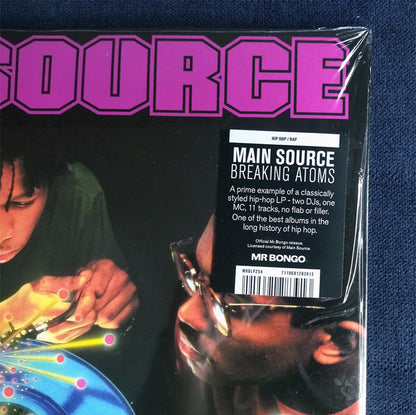 SOURCE
HIP HOP / RAP
MAIN SOURCE
BREAKING ATOMS
A prime example of a classically
styled hip-hop LP - two DJs, one
MC, 11 tracks, no flab or filler.
One of the best albums in the
long history of hip hop.
Official Mr Bongo reissue.
Licensed courtesy of Main Source.
MR BONGO
MRBLP254
7119691283913